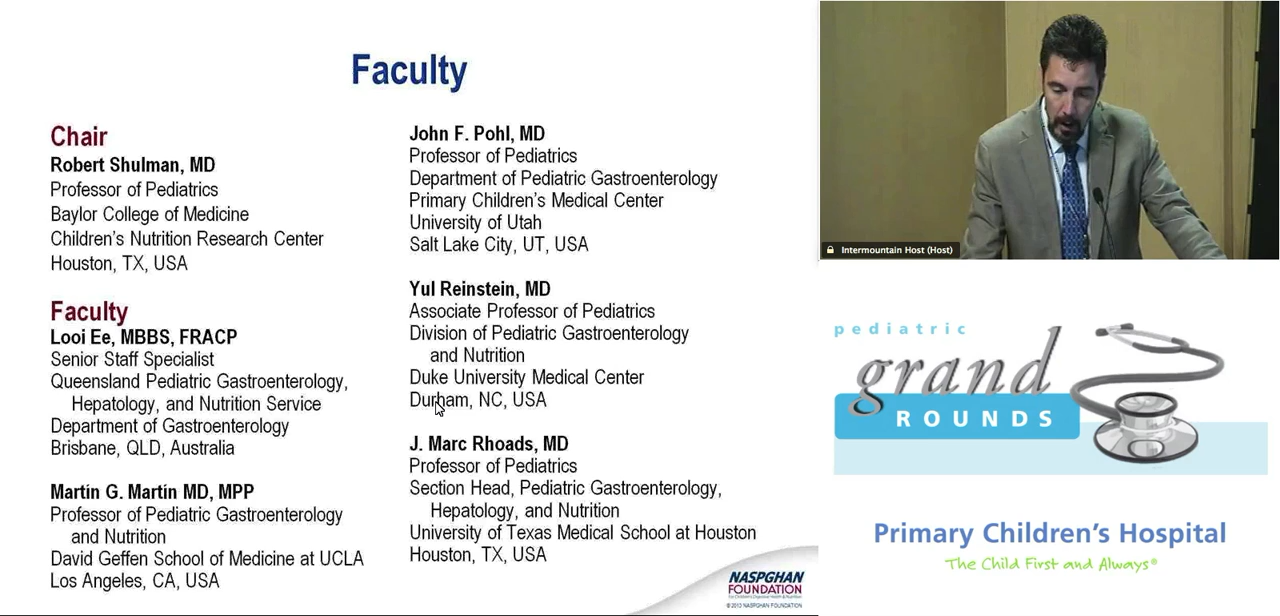 Faculty
Chair
Robert Shulman, MD
Professor of Pediatrics
Baylor College of Medicine
Children's Nutrition Research Center
Houston, TX, USA
Faculty
Looi Ee, MBBS, FRACP
Senior Staff Specialist
Queensland Pediatric Gastroenterology,
Hepatology, and Nutrition Service
Department of Gastroenterology
Brisbane, QLD, Australia
Martín G. Martín MD, MPP
Professor of Pediatric Gastroenterology
and Nutrition
David Geffen School of Medicine at UCLA
Los Angeles, CA, USA
John F. Pohl, MD
Professor of Pediatrics
Department of Pediatric Gastroenterology
Primary Children's Medical Center
University of Utah
Salt Lake City, UT, USA
Yul Reinstein, MD
Associate Professor of Pediatrics
Division of Pediatric Gastroenterology
and Nutrition
Duke University Medical Center
Durham, NC, USA
J. Marc Rhoads, MD
Professor of Pediatrics
Section Head, Pediatric Gastroenterology,
Hepatology, and Nutrition
University of Texas Medical School at Houston
Houston, TX, USA
NASPGHAN
FOUNDATION
© 2013 NASPGHAN FOUNDATION
Intermountain Host (Host)
pediatric
grand
ROUNDS
Primary Children's Hospital
The Child First and Always®